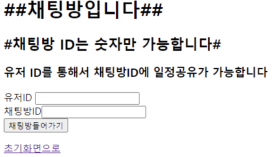 ##채팅방입니다##
#채팅방 ID는 숫자만 가능합니다#
유저 ID를 통해서 채팅방ID에 일정공유가 가능합니다
유저ID
채팅방ID
채팅방들어가기
초기화면으로